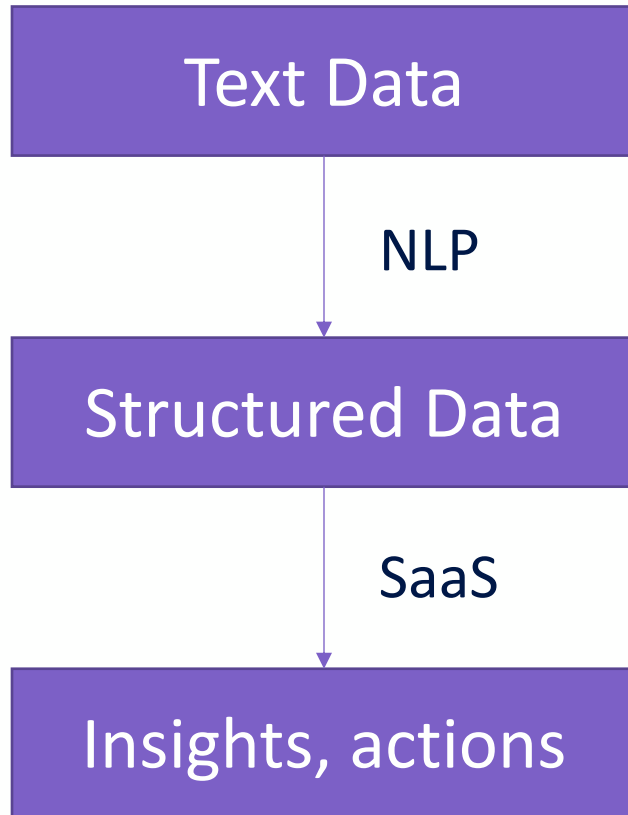 Text Data
NLP
Structured Data
SaaS
Insights, actions